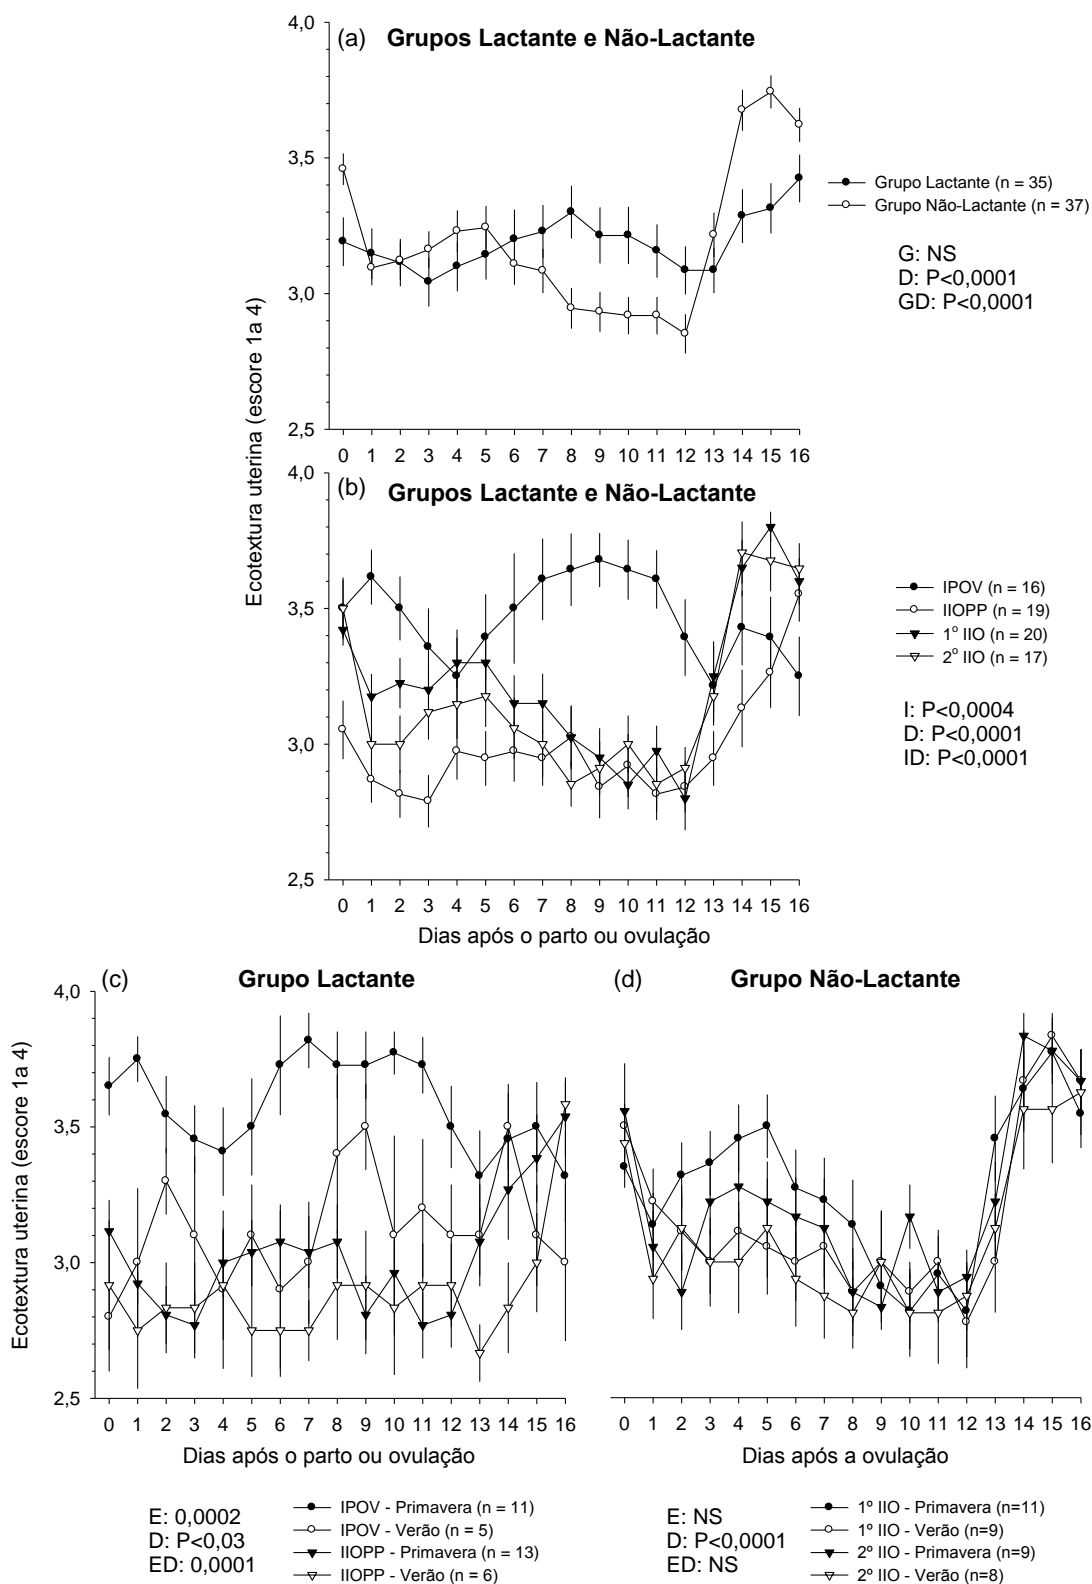 (a) Grupos Lactante e Não-Lactante
4,0
3,5
3,0
2,5
0 1 2 3 4 5 6 7 8 9 10 11 12 13 14 15 16
Grupo Lactante (n = 35)
Grupo Não-Lactante (n = 37)
G: NS
D: P<0,0001
GD: P<0,0001
Ecotextura uterina (escore 1a 4)
(b) Grupos Lactante e Não-Lactante
4,0
3,5
3,0
2,5
0 1 2 3 4 5 6 7 8 9 10 11 12 13 14 15 16
Dias após o parto ou ovulação
IPOV (n = 16)
IIOPP (n = 19)
1º IIO (n = 20)
2º IIO (n = 17)
I: P<0,0004
D: P<0,0001
ID: P<0,0001
(c) Grupo Lactante
4,0
3,5
3,0
2,5
Ecotextura uterina (escore 1a 4)
0 1 2 3 4 5 6 7 8 9 10 11 12 13 14 15 16
Dias após o parto ou ovulação
E: 0,0002
D: P<0,03
ED: 0,0001
IPOV - Primavera (n = 11)
IPOV - Verão (n = 5)
IIOPP - Primavera (n = 13)
IIOPP - Verão (n = 6)
(d) Grupo Não-Lactante
0 1 2 3 4 5 6 7 8 9 10 11 12 13 14 15 16
Dias após a ovulação
E: NS
D: P<0,0001
ED: NS
1º IIO - Primavera (n=11)
1º IIO - Verão (n=9)
2º IIO - Primavera (n=9)
2º IIO - Verão (n=8)